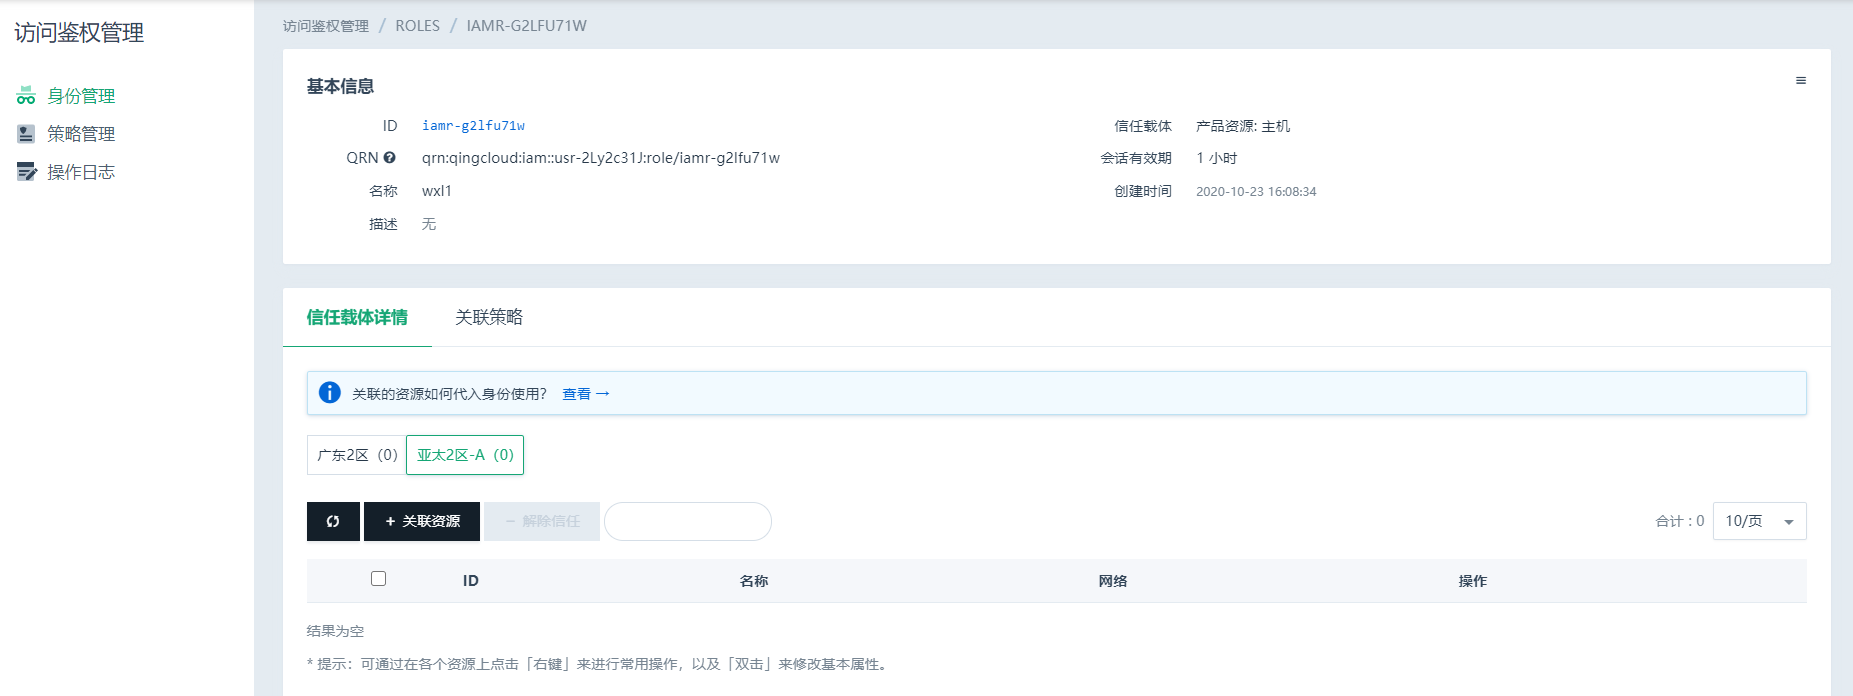 访问鉴权管理
身份管理
策略管理
操作日志
访问鉴权管理 / ROLES / IAMR-G2LFU71W
基本信息
ID iamr-g2lfu71w
QRN qrn:qingcloud:iam::usr-2Ly2c31J:role/iamr-g2lfu71w
名称 wxl1
描述 无
信任载体 产品资源: 主机
会话有效期 1 小时
创建时间 2020-10-23 16:08:34
信任载体详情 关联策略
关联的资源如何代入身份使用? 查看 →
广东2区 (0) 亚太2区-A (0)
+ 关联资源 − 解除信任 合计 : 0 10/页
ID 名称 网络 操作
结果为空
* 提示：可通过在各个资源上点击「右键」来进行常用操作，以及「双击」来修改基本属性。